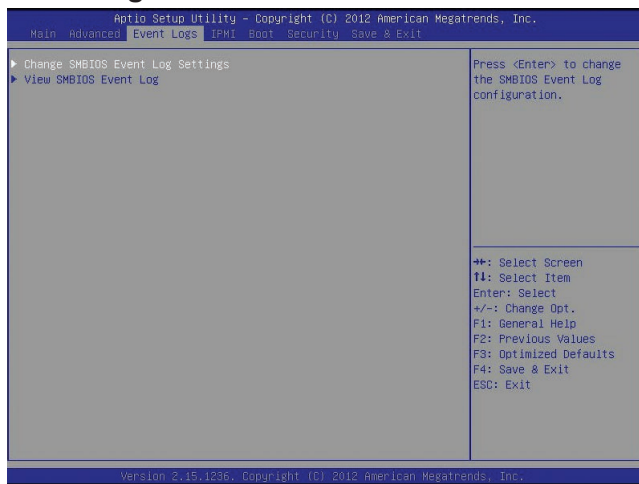 Aptio Setup Utility – Copyright (C) 2012 American Megatrends, Inc.
Main Advanced Event Logs IPMI Boot Security Save & Exit
▶ Change SMBIOS Event Log Settings
▶ View SMBIOS Event Log
Press <Enter> to change
the SMBIOS Event Log
configuration.
→←: Select Screen
↑↓: Select Item
Enter: Select
+/-: Change Opt.
F1: General Help
F2: Previous Values
F3: Optimized Defaults
F4: Save & Exit
ESC: Exit
Version 2.15.1236. Copyright (C) 2012 American Megatrends, Inc.